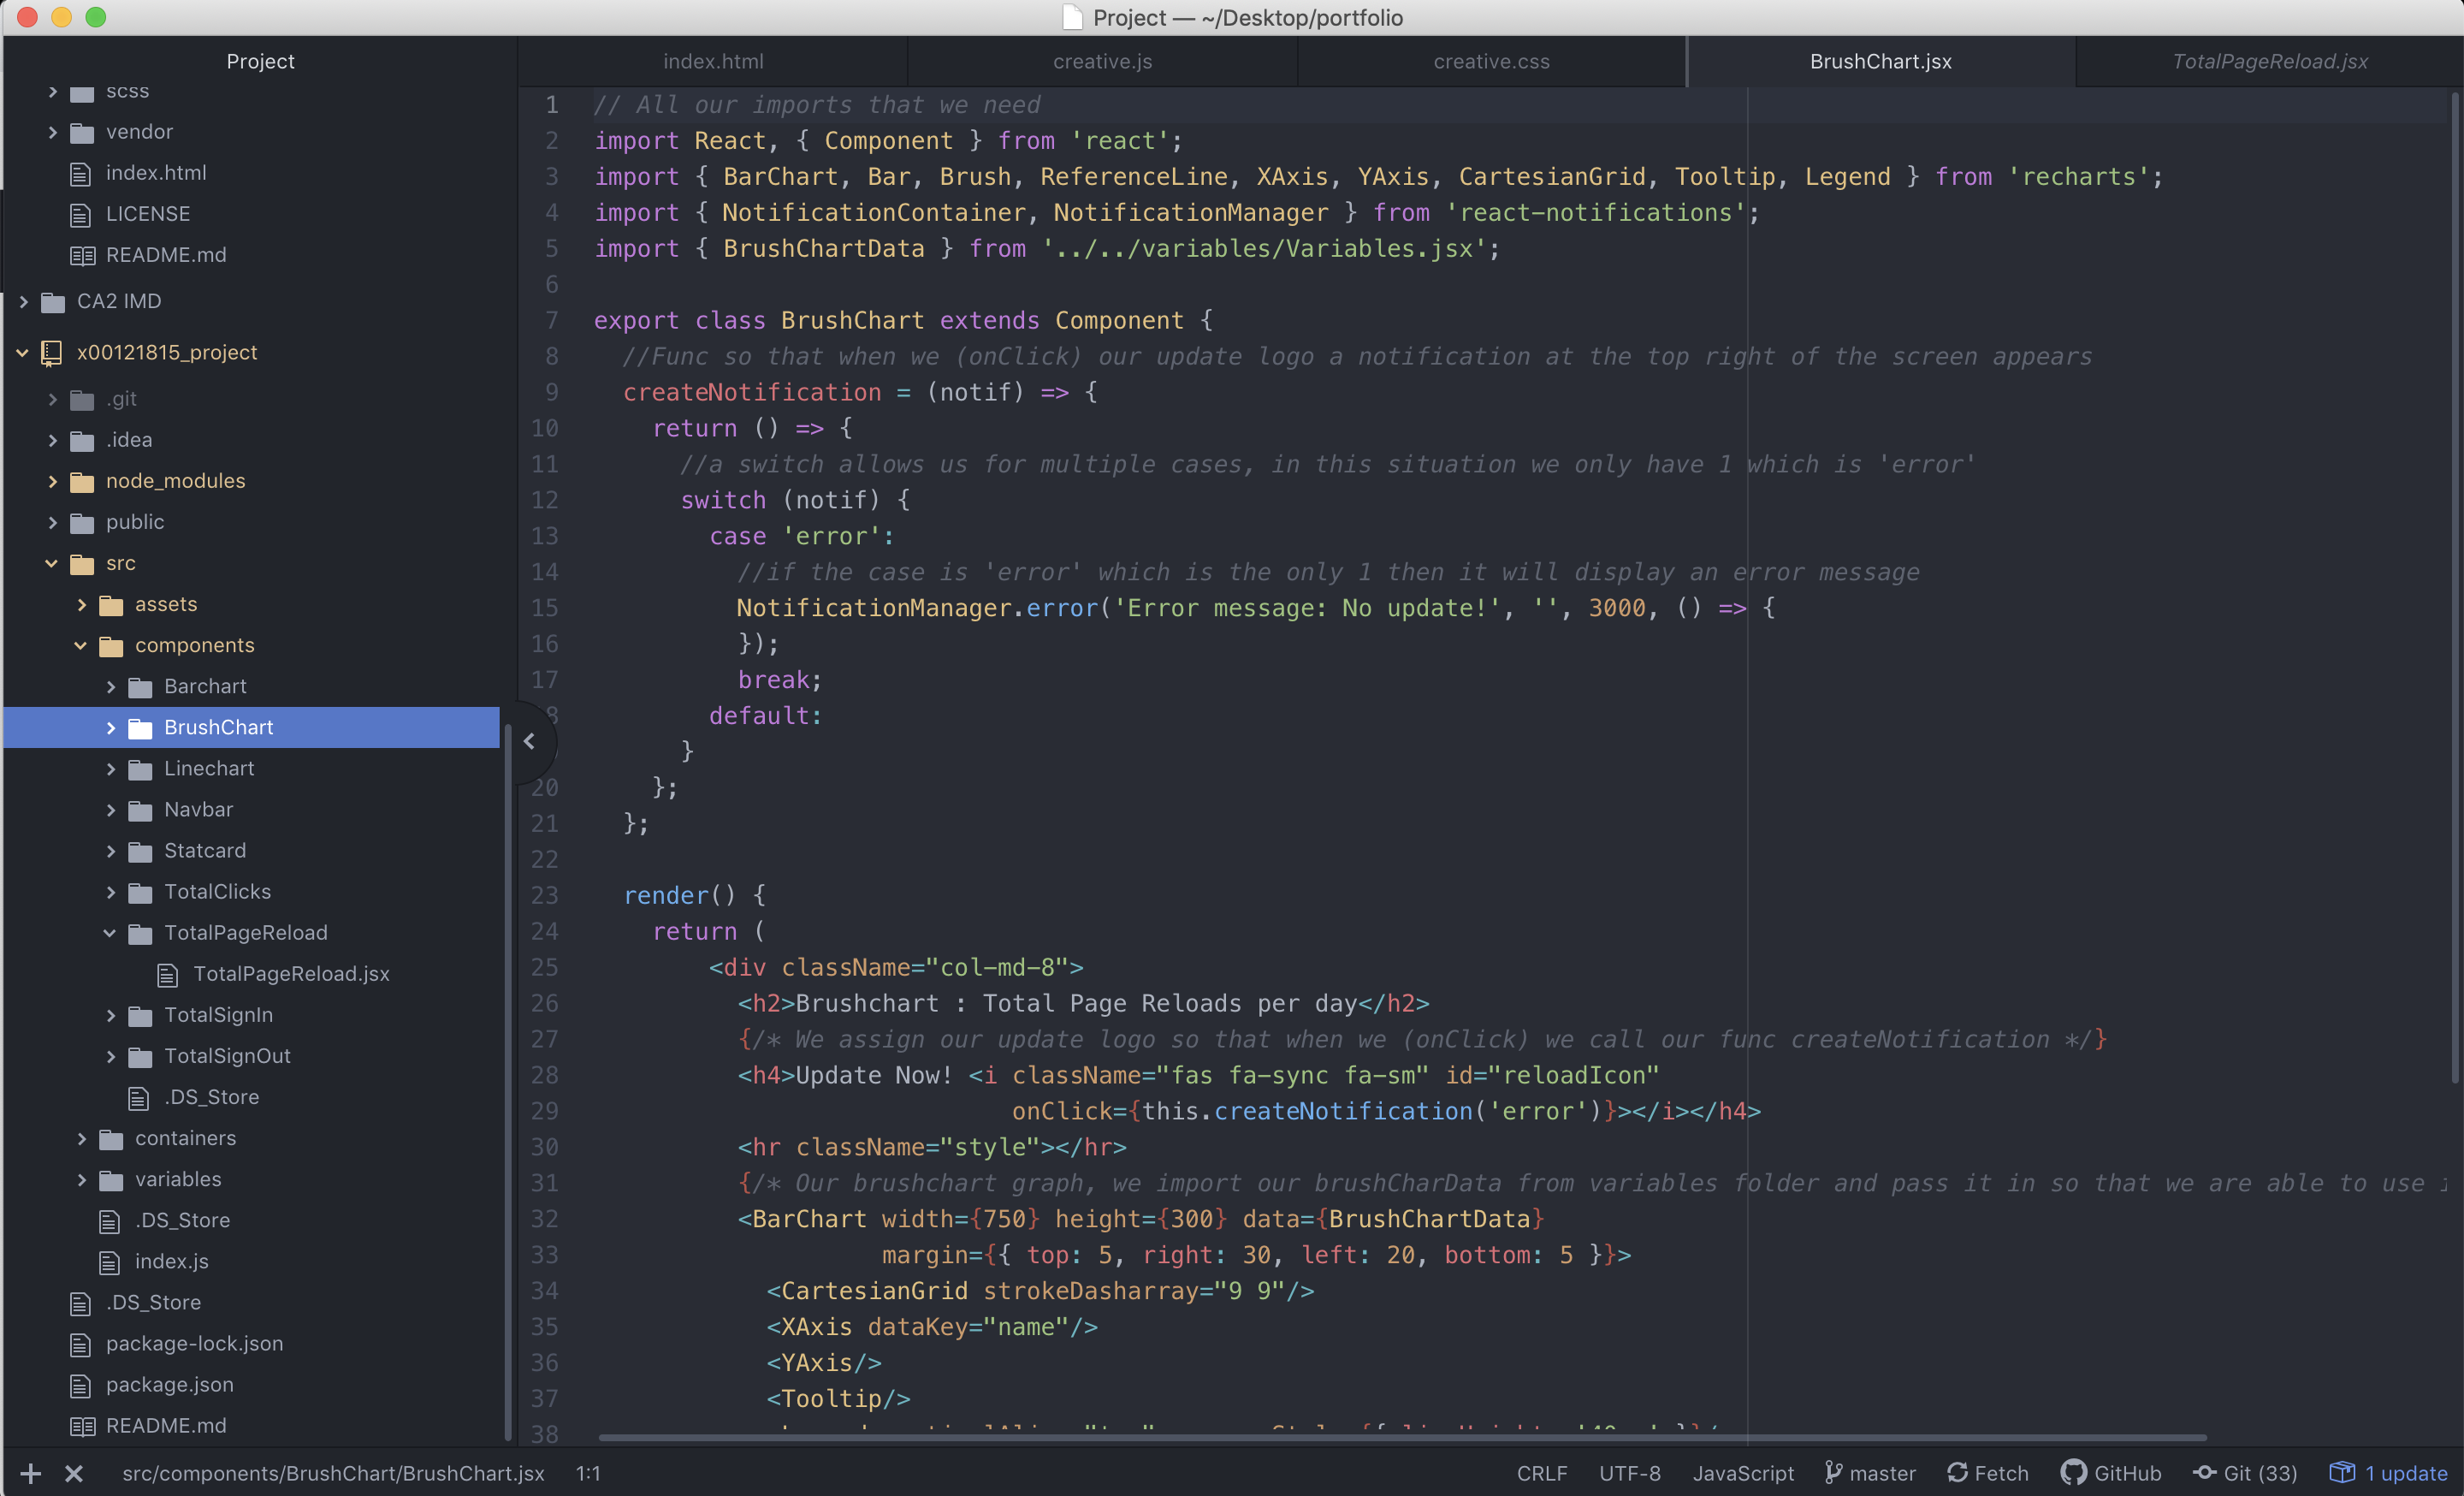 Project — ~/Desktop/portfolio
Project
scss
vendor
index.html
LICENSE
README.md
CA2 IMD
x00121815_project
.git
.idea
node_modules
public
src
assets
components
Barchart
BrushChart
Linechart
Navbar
Statcard
TotalClicks
TotalPageReload
TotalPageReload.jsx
TotalSignIn
TotalSignOut
.DS_Store
containers
variables
.DS_Store
index.js
.DS_Store
package-lock.json
package.json
README.md
index.html creative.js creative.css BrushChart.jsx TotalPageReload.jsx
1 // All our imports that we need
2 import React, { Component } from 'react';
3 import { BarChart, Bar, Brush, ReferenceLine, XAxis, YAxis, CartesianGrid, Tooltip, Legend } from 'recharts';
4 import { NotificationContainer, NotificationManager } from 'react-notifications';
5 import { BrushChartData } from '../../variables/Variables.jsx';
6
7 export class BrushChart extends Component {
8 //Func so that when we (onClick) our update logo a notification at the top right of the screen appears
9 createNotification = (notif) => {
10 return () => {
11 //a switch allows us for multiple cases, in this situation we only have 1 which is 'error'
12 switch (notif) {
13 case 'error':
14 //if the case is 'error' which is the only 1 then it will display an error message
15 NotificationManager.error('Error message: No update!', '', 3000, () => {
16 });
17 break;
8 default:
}
20 };
21 };
22
23 render() {
24 return (
25 <div className="col-md-8">
26 <h2>Brushchart : Total Page Reloads per day</h2>
27 {/* We assign our update logo so that when we (onClick) we call our func createNotification */}
28 <h4>Update Now! <i className="fas fa-sync fa-sm" id="reloadIcon"
29 onClick={this.createNotification('error')}></i></h4>
30 <hr className="style"></hr>
31 {/* Our brushchart graph, we import our brushCharData from variables folder and pass it in so that we are able to use
32 <BarChart width={750} height={300} data={BrushChartData}
33 margin={{ top: 5, right: 30, left: 20, bottom: 5 }}>
34 <CartesianGrid strokeDasharray="9 9"/>
35 <XAxis dataKey="name"/>
36 <YAxis/>
37 <Tooltip/>
38
src/components/BrushChart/BrushChart.jsx 1:1 CRLF UTF-8 JavaScript master Fetch GitHub Git (33) 1 update